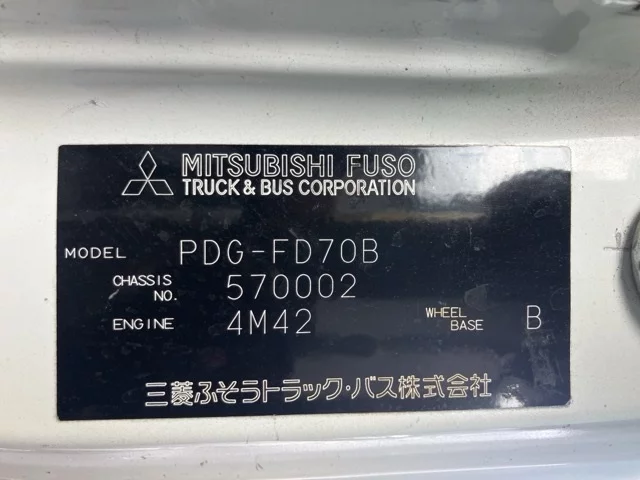 MITSUBISHI FUSO
TRUCK & BUS CORPORATION
MODEL PDG-FD70B
CHASSIS NO. 570002
ENGINE 4M42 WHEEL BASE B
三菱ふそうトラック・バス株式会社